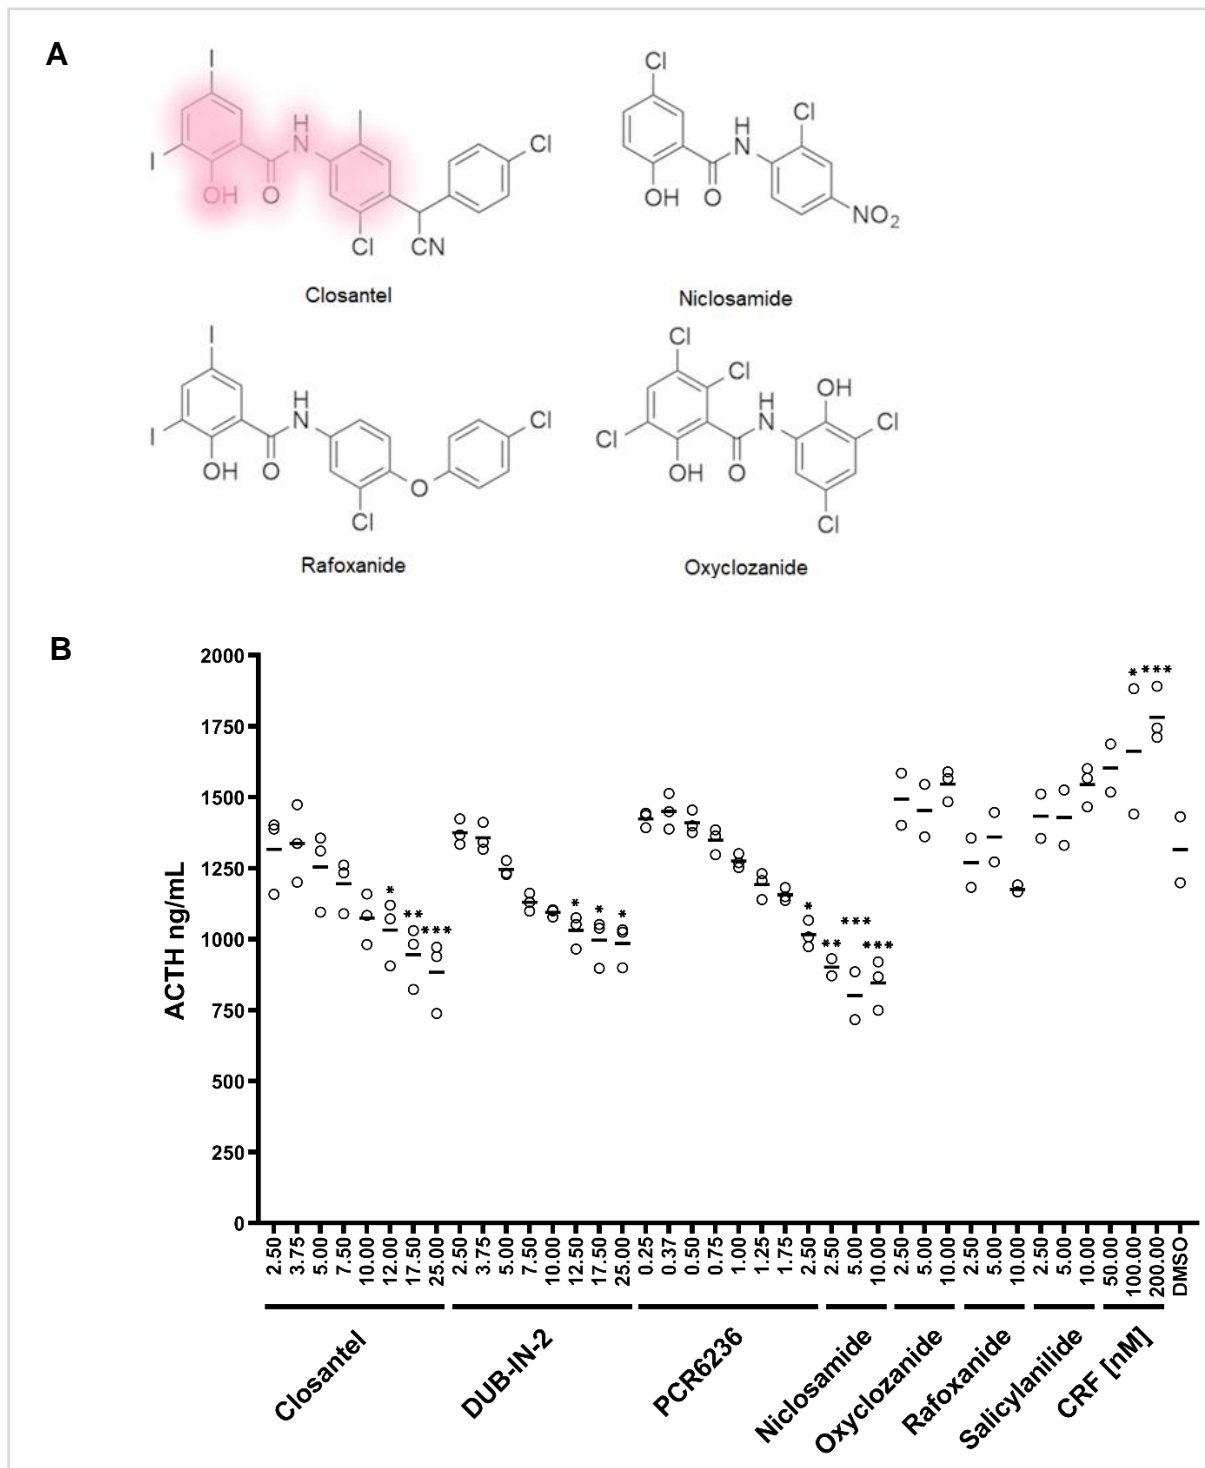 A
I
I
OH
O
H
N
Cl
CN
Cl
Closantel
Cl
OH
O
H
N
Cl
NO2
Niclosamide
I
I
OH
O
H
N
Cl
O
Cl
Rafoxanide
Cl
Cl
Cl
OH
O
H
N
OH
Cl
Cl
Oxyclozanide
B
ACTH ng/mL
2000
1750
1500
1250
1000
750
500
250
0
*
**
***
*
*
*
*
**
***
***
*
***
2.50
3.75
5.00
7.50
10.00
12.00
17.50
25.00
2.50
3.75
5.00
7.50
10.00
12.50
17.50
25.00
0.25
0.37
0.50
0.75
1.00
1.25
1.75
2.50
2.50
5.00
10.00
2.50
5.00
10.00
2.50
5.00
10.00
2.50
5.00
10.00
50.00
100.00
200.00
DMSO
Closantel
DUB-IN-2
PCR6236
Niclosamide
Oxyclozanide
Rafoxanide
Salicylanilide
CRF [nM]